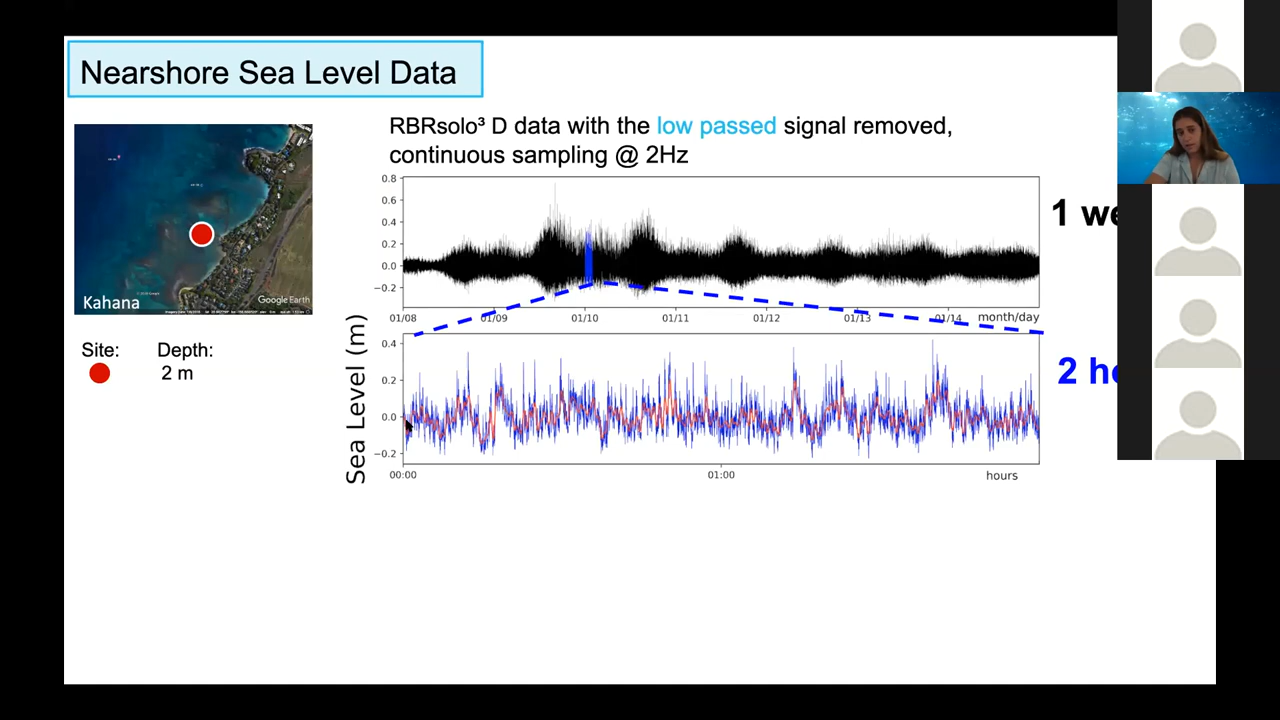 Nearshore Sea Level Data
RBRsolo³ D data with the low passed signal removed,
continuous sampling @ 2Hz
Kahana
Google Earth
Site:
Depth:
2 m
Sea Level (m)
0.8
0.6
0.4
0.2
0.0
−0.2
01/08
01/09
01/10
01/11
01/12
01/13
01/14
month/day
1 we
0.4
0.2
0.0
−0.2
00:00
01:00
hours
2 ho